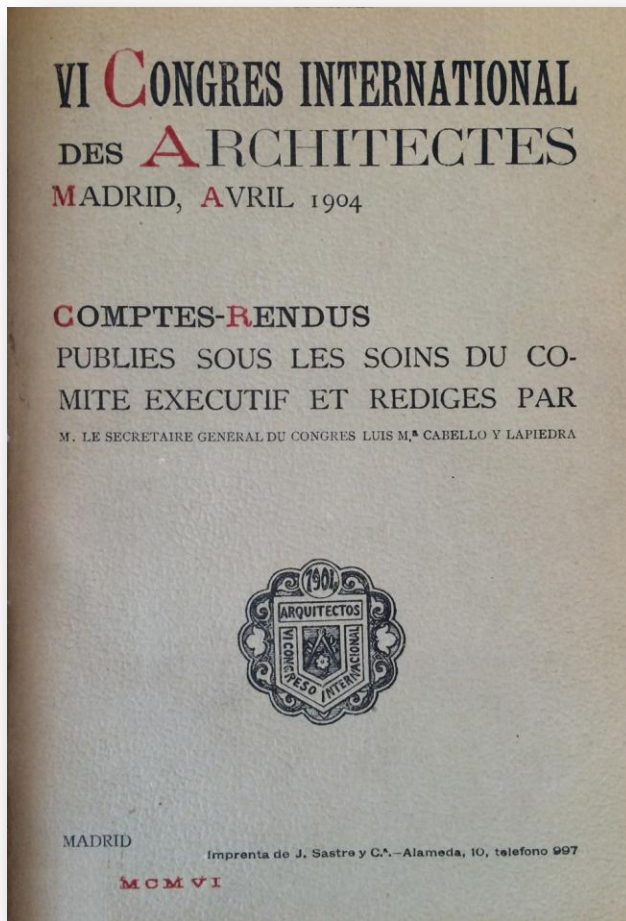 VI CONGRES INTERNATIONAL
DES ARCHITECTES
MADRID, AVRIL 1904
COMPTES-RENDUS
PUBLIES SOUS LES SOINS DU CO-
MITE EXECUTIF ET REDIGES PAR
M. LE SECRETAIRE GENERAL DU CONGRES LUIS M,ª CABELLO Y LAPIEDRA
1904
ARQUITECTOS
VI CONGRESO INTERNACIONAL
MADRID
Imprenta de J. Sastre y C.ª.—Alameda, 10, telefono 997
MCMVI